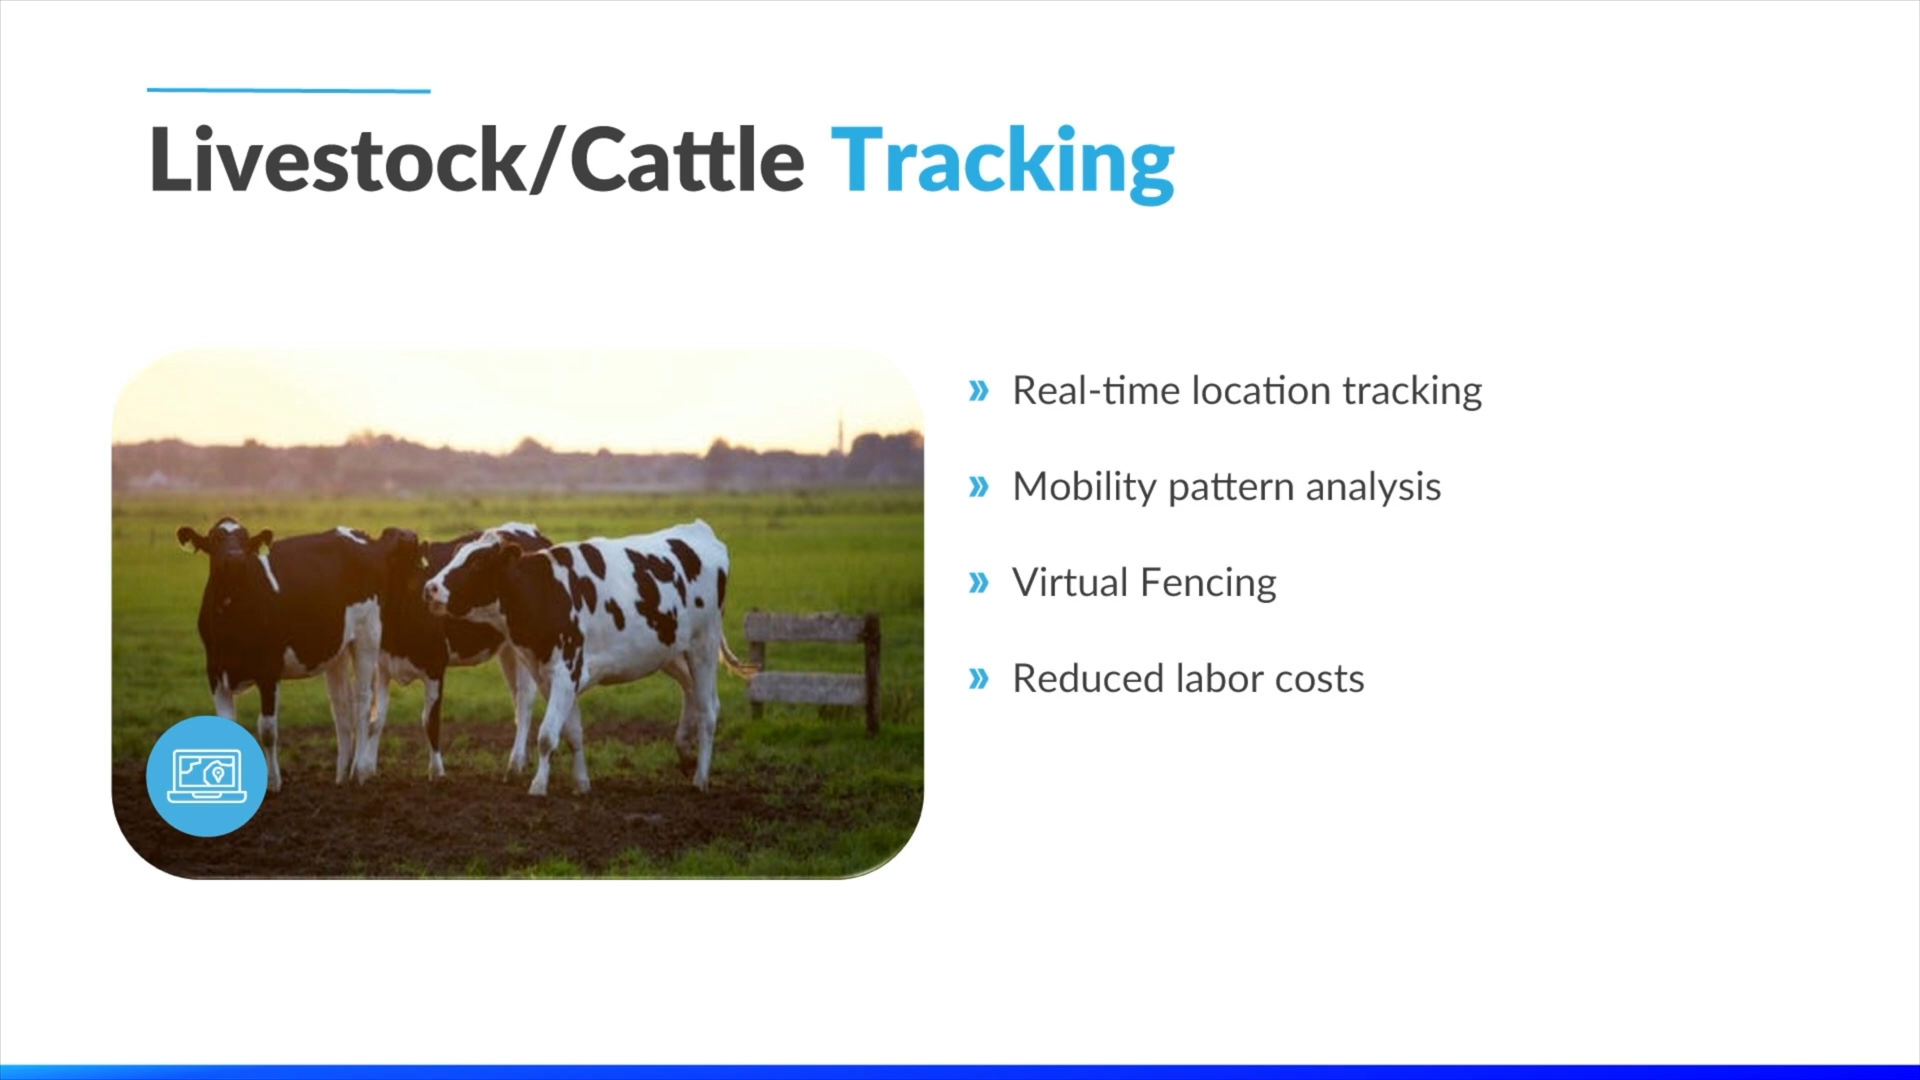 Livestock/Cattle Tracking
» Real-time location tracking
» Mobility pattern analysis
» Virtual Fencing
» Reduced labor costs